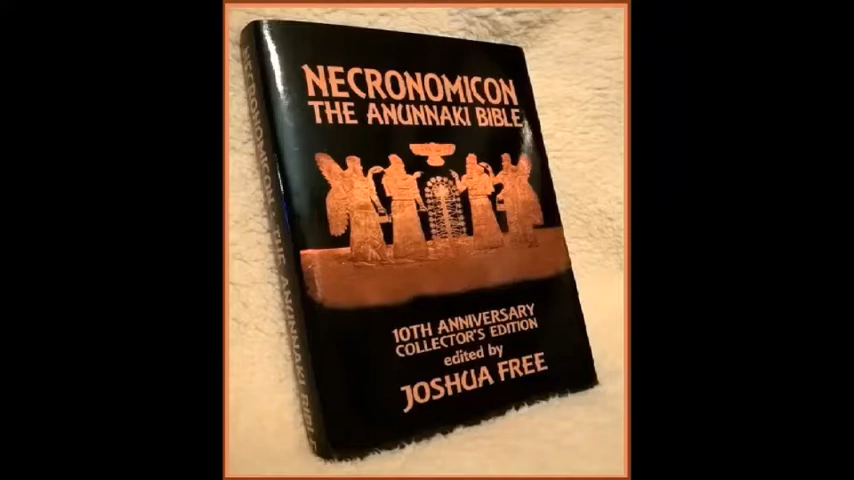 NECRONOMICON
THE ANUNNAKI BIBLE
10TH ANNIVERSARY
COLLECTOR'S EDITION
edited by
JOSHUA FREE
NECRONOMICON: THE ANUNNAKI BIBLE